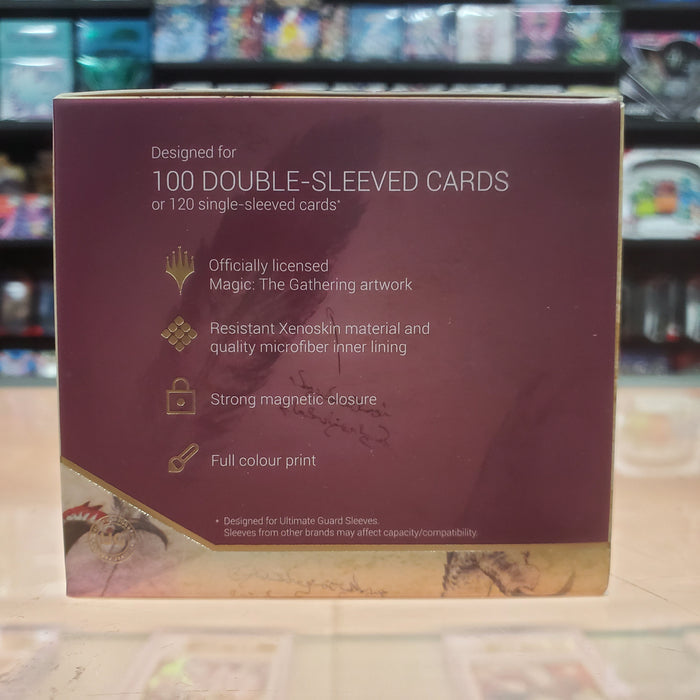 Designed for
100 DOUBLE-SLEEVED CARDS
or 120 single-sleeved cards*
Officially licensed
Magic: The Gathering artwork
Resistant Xenoskin material and
quality microfiber inner lining
Strong magnetic closure
Full colour print
* Designed for Ultimate Guard Sleeves.
Sleeves from other brands may affect capacity/compatibility.